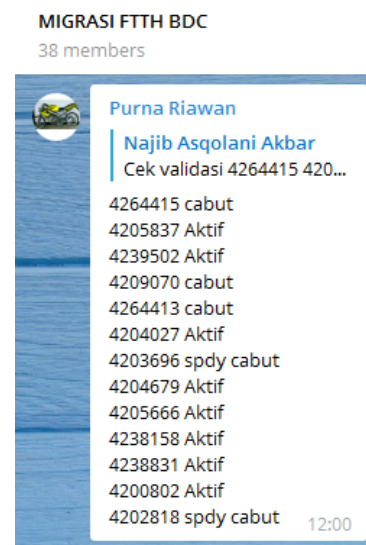 MIGRASI FTTH BDC
38 members
Purna Riawan
Najib Asqolani Akbar
Cek validasi 4264415 420...
4264415 cabut
4205837 Aktif
4239502 Aktif
4209070 cabut
4264413 cabut
4204027 Aktif
4203696 spdy cabut
4204679 Aktif
4205666 Aktif
4238158 Aktif
4238831 Aktif
4200802 Aktif
4202818 spdy cabut
12:00